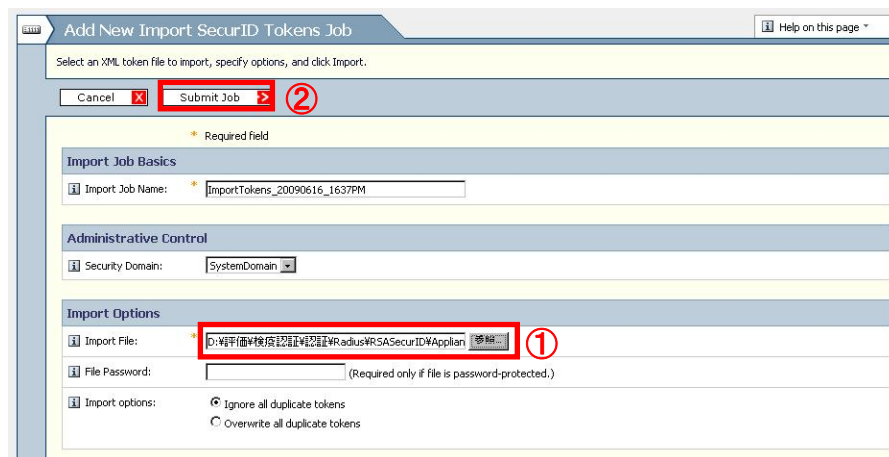 Add New Import SecurID Tokens Job
Help on this page
Select an XML token file to import, specify options, and click Import.
Cancel
Submit Job
②
* Required field
Import Job Basics
Import Job Name: * ImportTokens_20090616_1637PM
Administrative Control
Security Domain: SystemDomain
Import Options
Import File: * D:¥評価¥検疫認証¥認証¥Radius¥RSASecurID¥Applian 参照...
①
File Password: (Required only if file is password-protected.)
Import options: Ignore all duplicate tokens
Overwrite all duplicate tokens